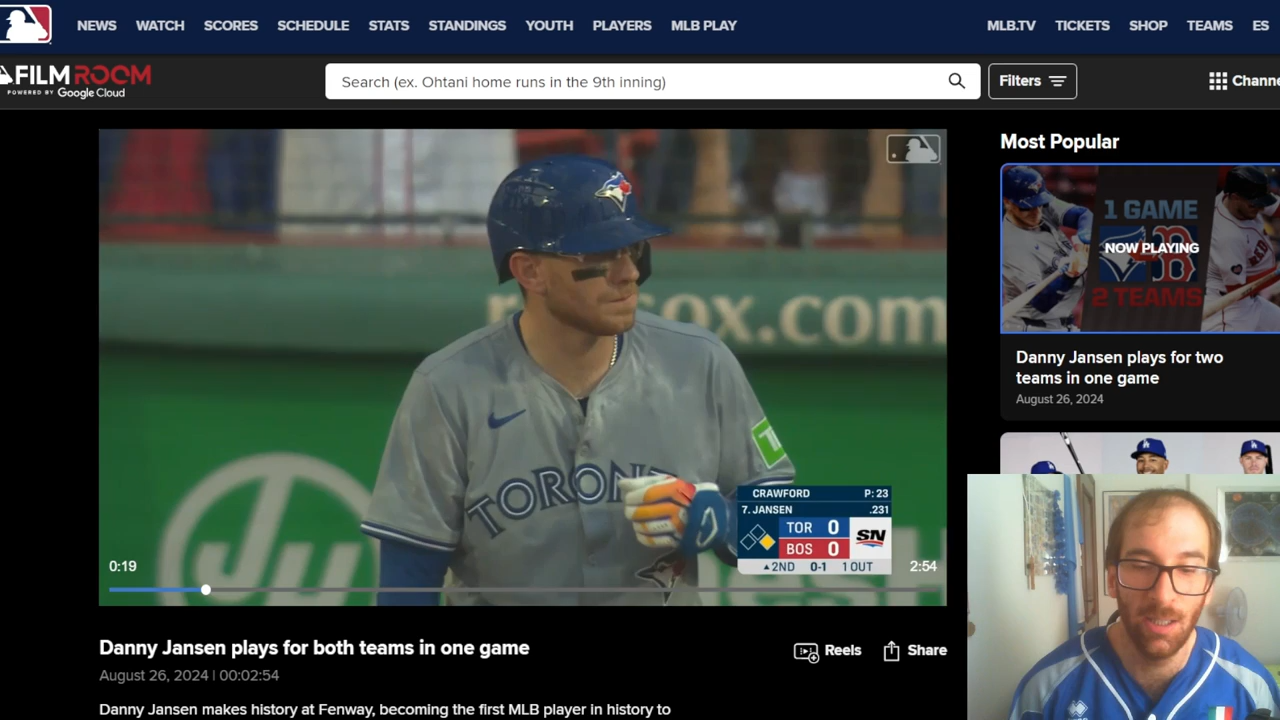 NEWS WATCH SCORES SCHEDULE STATS STANDINGS YOUTH PLAYERS MLB PLAY MLB.TV TICKETS SHOP TEAMS ES
FILM ROOM
POWERED BY Google Cloud
Search (ex. Ohtani home runs in the 9th inning)
Filters
Channe
Most Popular
1 GAME
NOW PLAYING
2 TEAMS
Danny Jansen plays for two
teams in one game
August 26, 2024
sox.com
TORONT
CRAWFORD P: 23
7. JANSEN .231
TOR 0
BOS 0
SN
▲2ND 0-1 1 OUT
0:19
2:54
Danny Jansen plays for both teams in one game
Reels
Share
August 26, 2024 | 00:02:54
Danny Jansen makes history at Fenway, becoming the first MLB player in history to